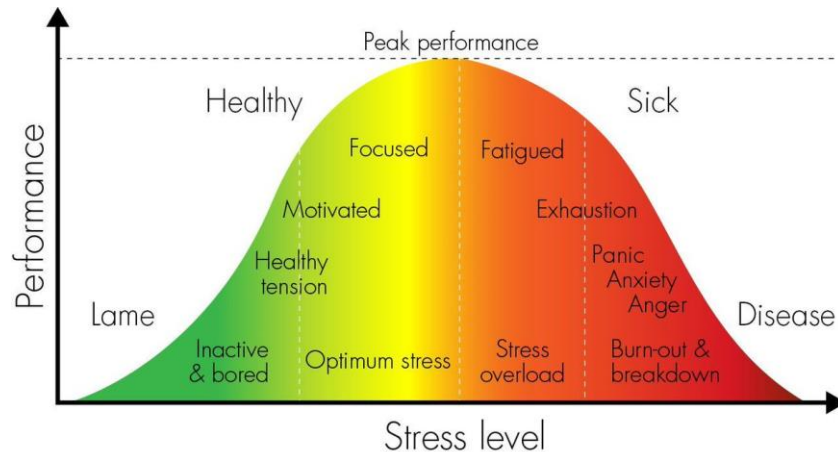 Peak performance
Healthy
Sick
Focused
Fatigued
Motivated
Exhaustion
Healthy
tension
Panic
Anxiety
Anger
Lame
Disease
Inactive
& bored
Optimum stress
Stress
overload
Burn-out &
breakdown
Performance
Stress level